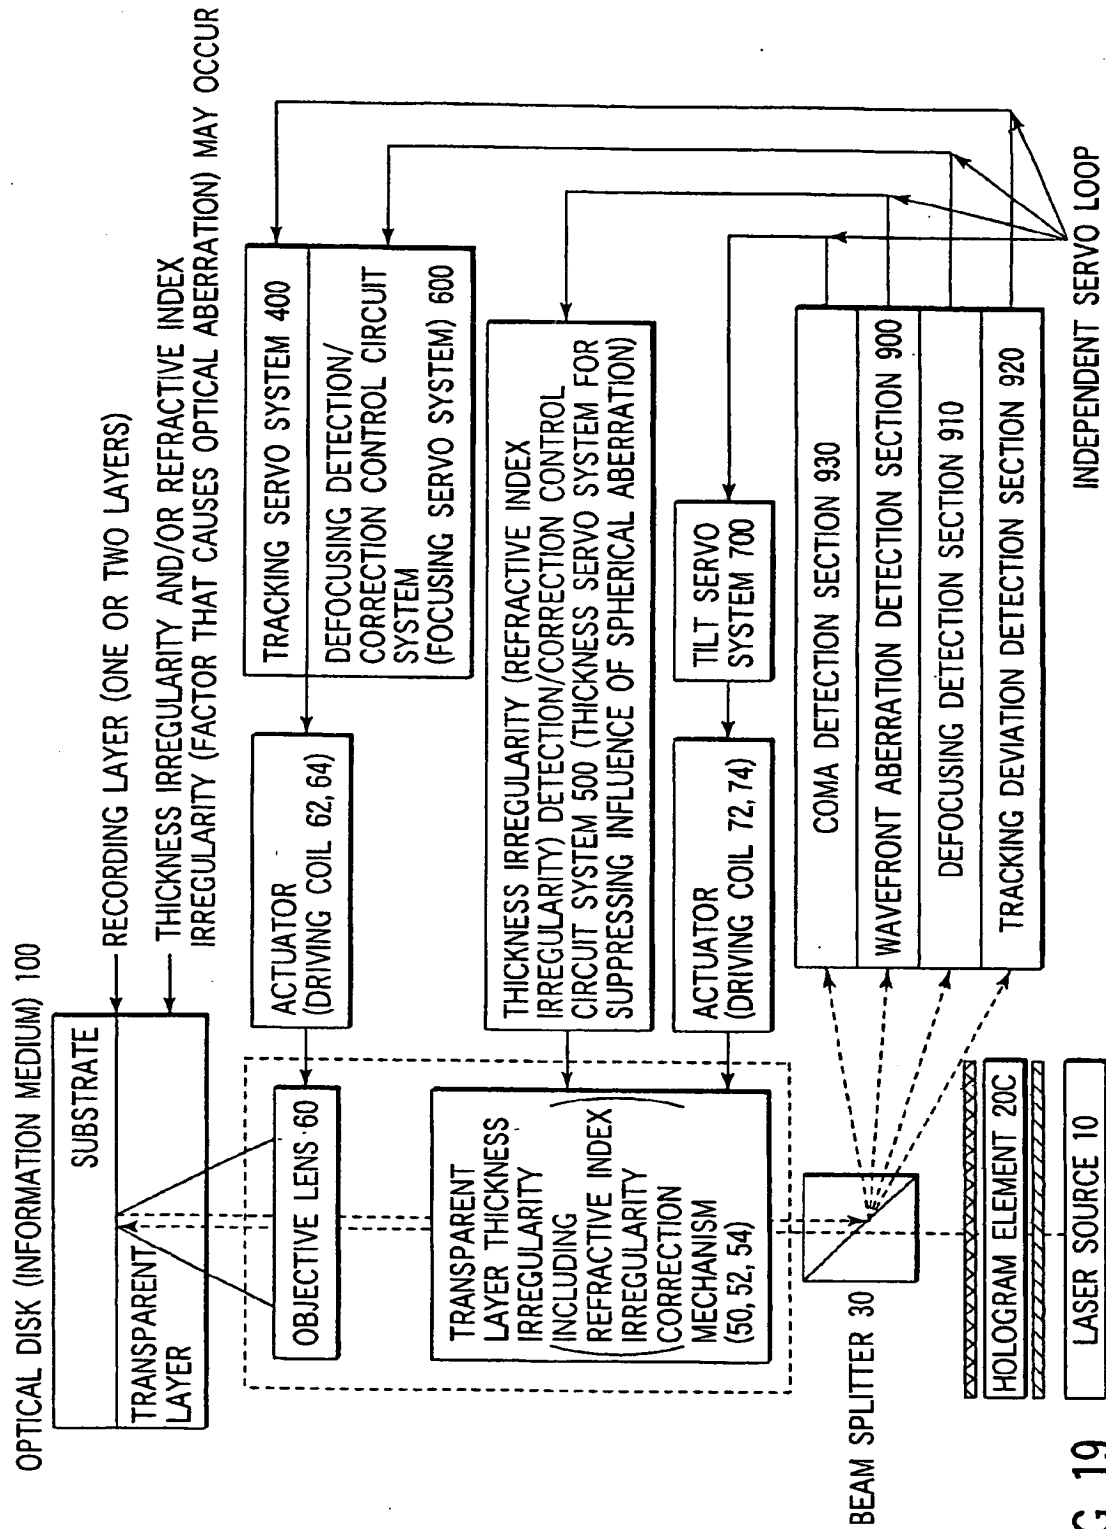 OPTICAL DISK (INFORMATION MEDIUM) 100
SUBSTRATE
TRANSPARENT
LAYER
RECORDING LAYER (ONE OR TWO LAYERS)
THICKNESS IRREGULARITY AND/OR REFRACTIVE INDEX
IRREGULARITY (FACTOR THAT CAUSES OPTICAL ABERRATION) MAY OCCUR
OBJECTIVE LENS 60
ACTUATOR
(DRIVING COIL 62, 64)
TRACKING SERVO SYSTEM 400
DEFOCUSING DETECTION/
CORRECTION CONTROL CIRCUIT
SYSTEM
(FOCUSING SERVO SYSTEM) 600
TRANSPARENT
LAYER THICKNESS
IRREGULARITY
(INCLUDING
REFRACTIVE INDEX
IRREGULARITY)
CORRECTION
MECHANISM
(50, 52, 54)
THICKNESS IRREGULARITY (REFRACTIVE INDEX
IRREGULARITY) DETECTION/CORRECTION CONTROL
CIRCUIT SYSTEM 500 (THICKNESS SERVO SYSTEM FOR
SUPPRESSING INFLUENCE OF SPHERICAL ABERRATION)
ACTUATOR
(DRIVING COIL 72, 74)
TILT SERVO
SYSTEM 700
BEAM SPLITTER 30
COMA DETECTION SECTION 930
WAVEFRONT ABERRATION DETECTION SECTION 900
DEFOCUSING DETECTION SECTION 910
TRACKING DEVIATION DETECTION SECTION 920
INDEPENDENT SERVO LOOP
HOLOGRAM ELEMENT 20C
LASER SOURCE 10
G 19